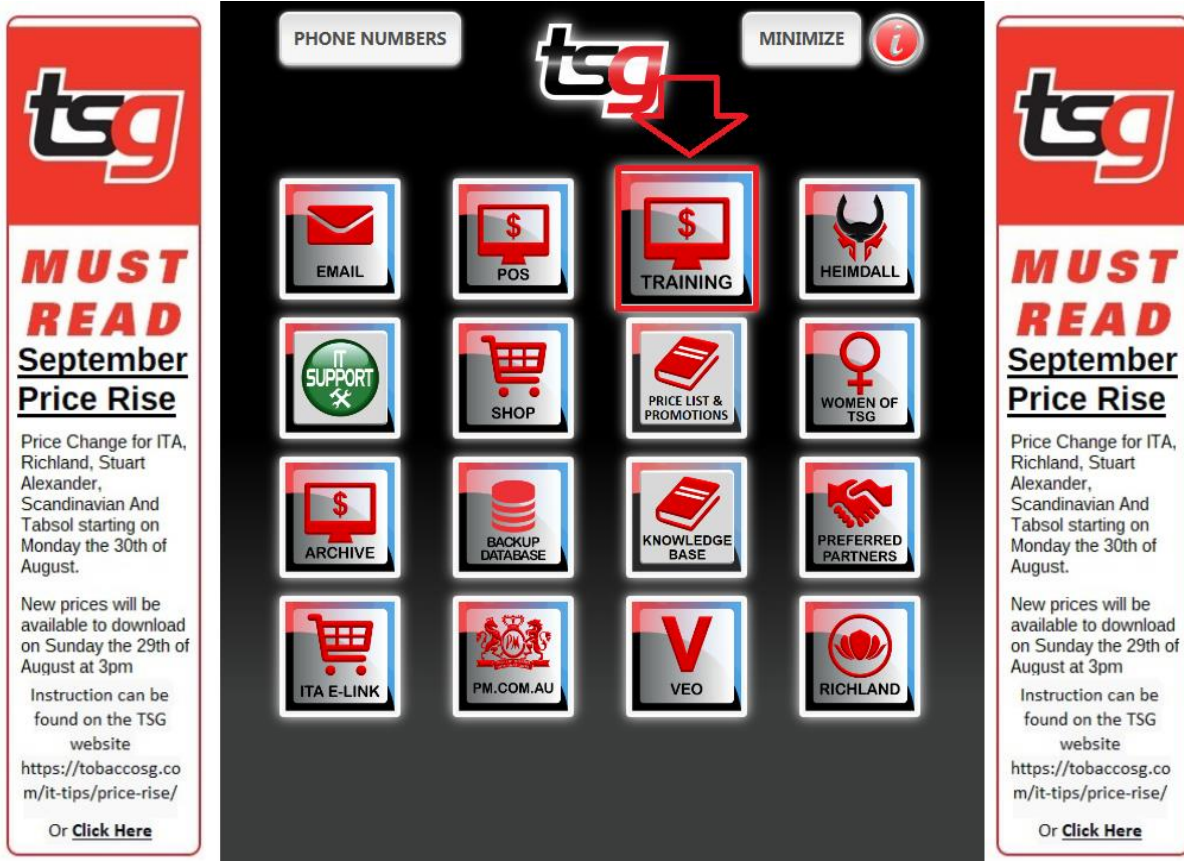 tsg
MUST
READ
September
Price Rise
Price Change for ITA,
Richland, Stuart
Alexander,
Scandinavian And
Tabsol starting on
Monday the 30th of
August.
New prices will be
available to download
on Sunday the 29th of
August at 3pm
Instruction can be
found on the TSG
website
https://tobaccosg.co
m/it-tips/price-rise/
Or Click Here
PHONE NUMBERS
tsg
MINIMIZE
i
EMAIL
$
POS
$
TRAINING
HEIMDALL
IT
SUPPORT
SHOP
PRICE LIST &
PROMOTIONS
WOMEN OF
TSG
$
ARCHIVE
BACKUP
DATABASE
KNOWLEDGE
BASE
PREFERRED
PARTNERS
ITA E-LINK
PM
PM.COM.AU
V
VEO
RICHLAND
tsg
MUST
READ
September
Price Rise
Price Change for ITA,
Richland, Stuart
Alexander,
Scandinavian And
Tabsol starting on
Monday the 30th of
August.
New prices will be
available to download
on Sunday the 29th of
August at 3pm
Instruction can be
found on the TSG
website
https://tobaccosg.co
m/it-tips/price-rise/
Or Click Here